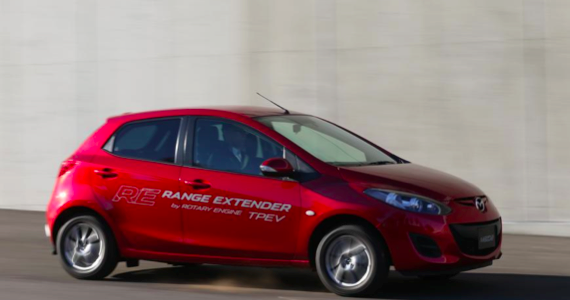 RE RANGE EXTENDER
by ROTARY ENGINE TPEV